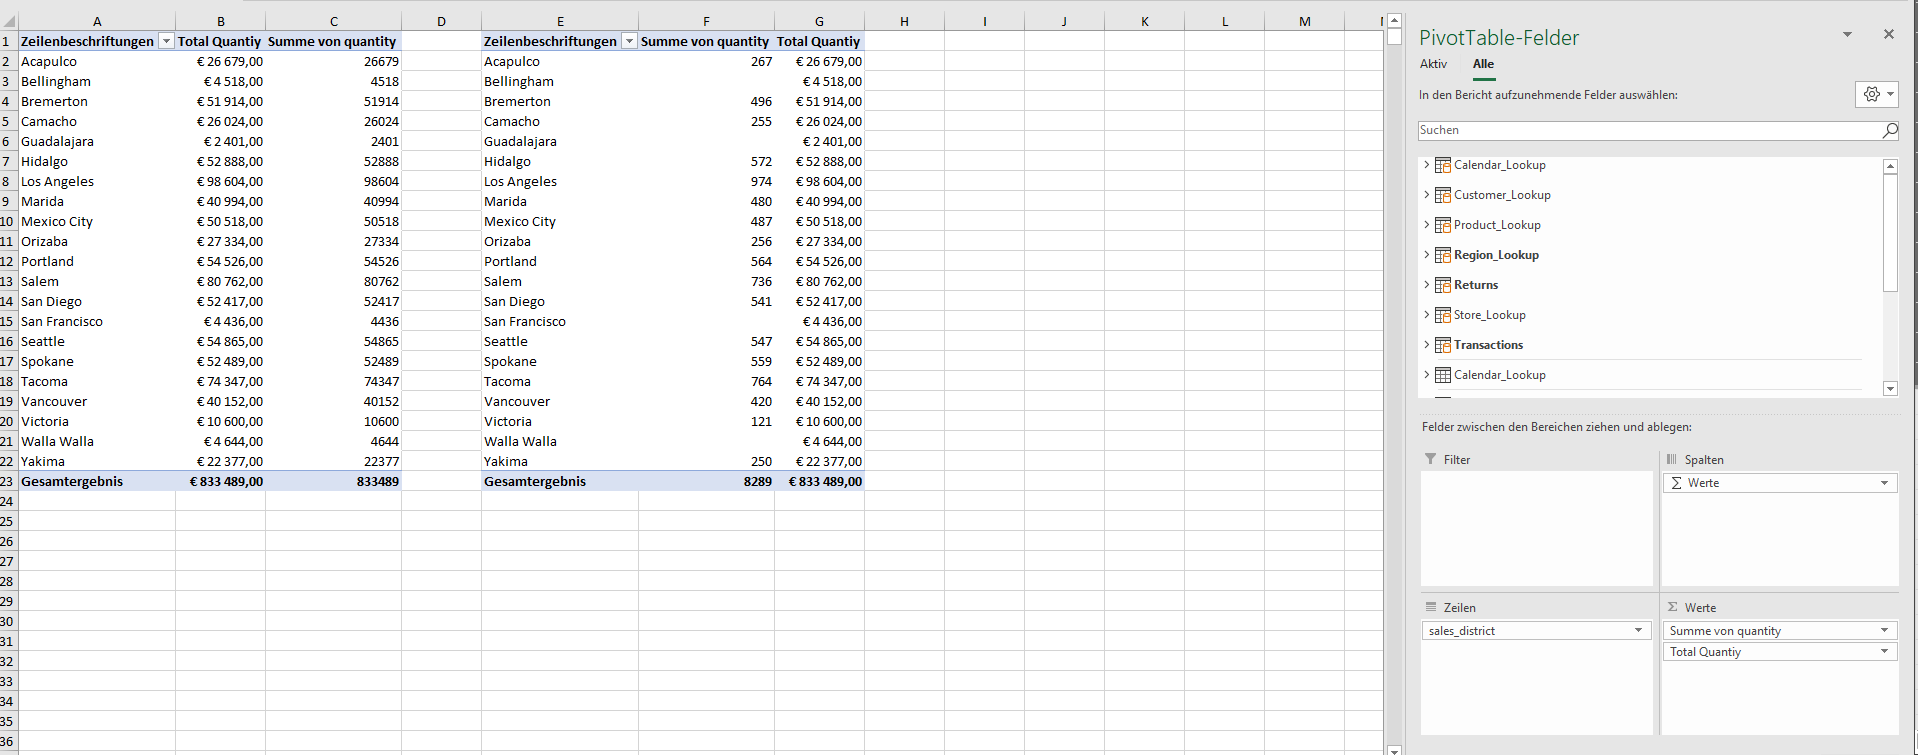 A B C D E F G H I J K L M
1 Zeilenbeschriftungen Total Quantiy Summe von quantity Zeilenbeschriftungen Summe von quantity Total Quantiy
2 Acapulco € 26 679,00 26679 Acapulco 267 € 26 679,00
3 Bellingham € 4 518,00 4518 Bellingham € 4 518,00
4 Bremerton € 51 914,00 51914 Bremerton 496 € 51 914,00
5 Camacho € 26 024,00 26024 Camacho 255 € 26 024,00
6 Guadalajara € 2 401,00 2401 Guadalajara € 2 401,00
7 Hidalgo € 52 888,00 52888 Hidalgo 572 € 52 888,00
8 Los Angeles € 98 604,00 98604 Los Angeles 974 € 98 604,00
9 Marida € 40 994,00 40994 Marida 480 € 40 994,00
10 Mexico City € 50 518,00 50518 Mexico City 487 € 50 518,00
11 Orizaba € 27 334,00 27334 Orizaba 256 € 27 334,00
12 Portland € 54 526,00 54526 Portland 564 € 54 526,00
13 Salem € 80 762,00 80762 Salem 736 € 80 762,00
14 San Diego € 52 417,00 52417 San Diego 541 € 52 417,00
15 San Francisco € 4 436,00 4436 San Francisco € 4 436,00
16 Seattle € 54 865,00 54865 Seattle 547 € 54 865,00
17 Spokane € 52 489,00 52489 Spokane 559 € 52 489,00
18 Tacoma € 74 347,00 74347 Tacoma 764 € 74 347,00
19 Vancouver € 40 152,00 40152 Vancouver 420 € 40 152,00
20 Victoria € 10 600,00 10600 Victoria 121 € 10 600,00
21 Walla Walla € 4 644,00 4644 Walla Walla € 4 644,00
22 Yakima € 22 377,00 22377 Yakima 250 € 22 377,00
23 Gesamtergebnis € 833 489,00 833489 Gesamtergebnis 8289 € 833 489,00
24
25
26
27
28
29
30
31
32
33
34
35
36
PivotTable-Felder
Aktiv Alle
In den Bericht aufzunehmende Felder auswählen:
Suchen
Calendar_Lookup
Customer_Lookup
Product_Lookup
Region_Lookup
Returns
Store_Lookup
Transactions
Calendar_Lookup
Felder zwischen den Bereichen ziehen und ablegen:
Filter
Spalten
Σ Werte
Zeilen
sales_district
Σ Werte
Summe von quantity
Total Quantiy